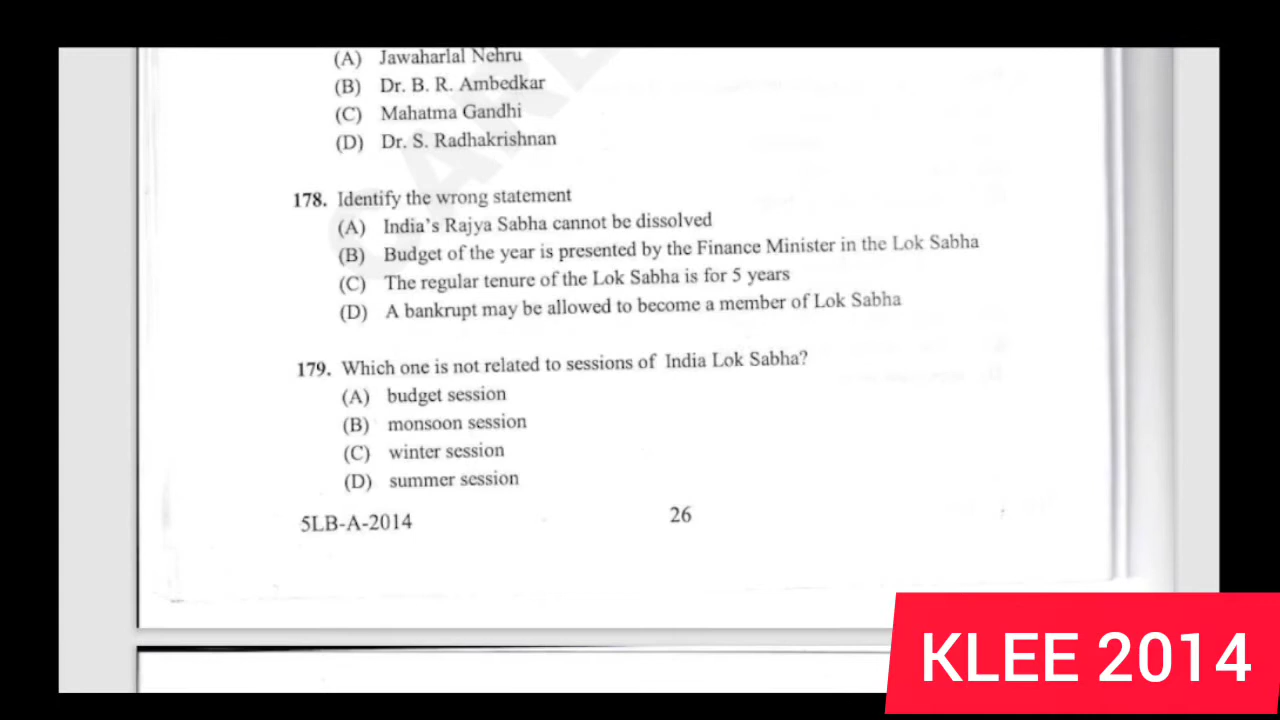 (A) Jawaharlal Nehru
(B) Dr. B. R. Ambedkar
(C) Mahatma Gandhi
(D) Dr. S. Radhakrishnan
178. Identify the wrong statement
(A) India's Rajya Sabha cannot be dissolved
(B) Budget of the year is presented by the Finance Minister in the Lok Sabha
(C) The regular tenure of the Lok Sabha is for 5 years
(D) A bankrupt may be allowed to become a member of Lok Sabha
179. Which one is not related to sessions of India Lok Sabha?
(A) budget session
(B) monsoon session
(C) winter session
(D) summer session
5LB-A-2014 26
KLEE 2014